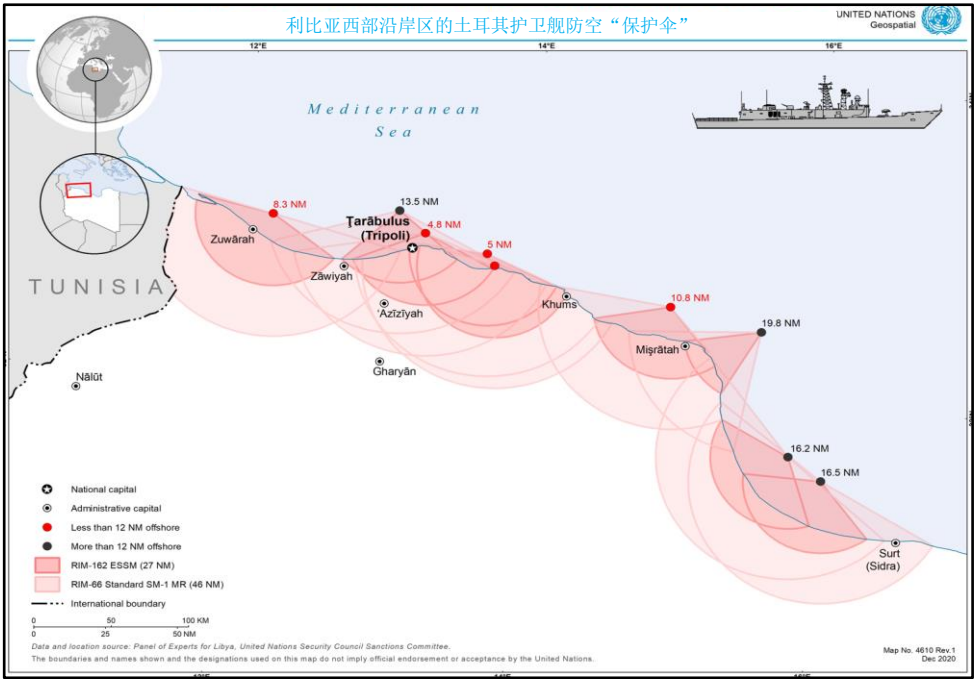 利比亚西部沿岸区的土耳其护卫舰防空“保护伞”
UNITED NATIONS
Geospatial
12°E
14°E
16°E
Mediterranean
Sea
13.5 NM
8.3 NM
4.8 NM
Ţarābulus
(Tripoli)
5 NM
Zuwārah
Zāwiyah
TUNISIA
‘Azīzīyah
Khums
10.8 NM
19.8 NM
Mişrātah
Gharyān
Nālūt
16.2 NM
16.5 NM
Surt
(Sidra)
National capital
Administrative capital
Less than 12 NM offshore
More than 12 NM offshore
RIM-162 ESSM (27 NM)
RIM-66 Standard SM-1 MR (46 NM)
International boundary
0 50 100 KM
0 25 50 NM
Data and location source: Panel of Experts for Libya, United Nations Security Council Sanctions Committee.
The boundaries and names shown and the designations used on this map do not imply official endorsement or acceptance by the United Nations.
Map No. 4610 Rev.1
Dec 2020